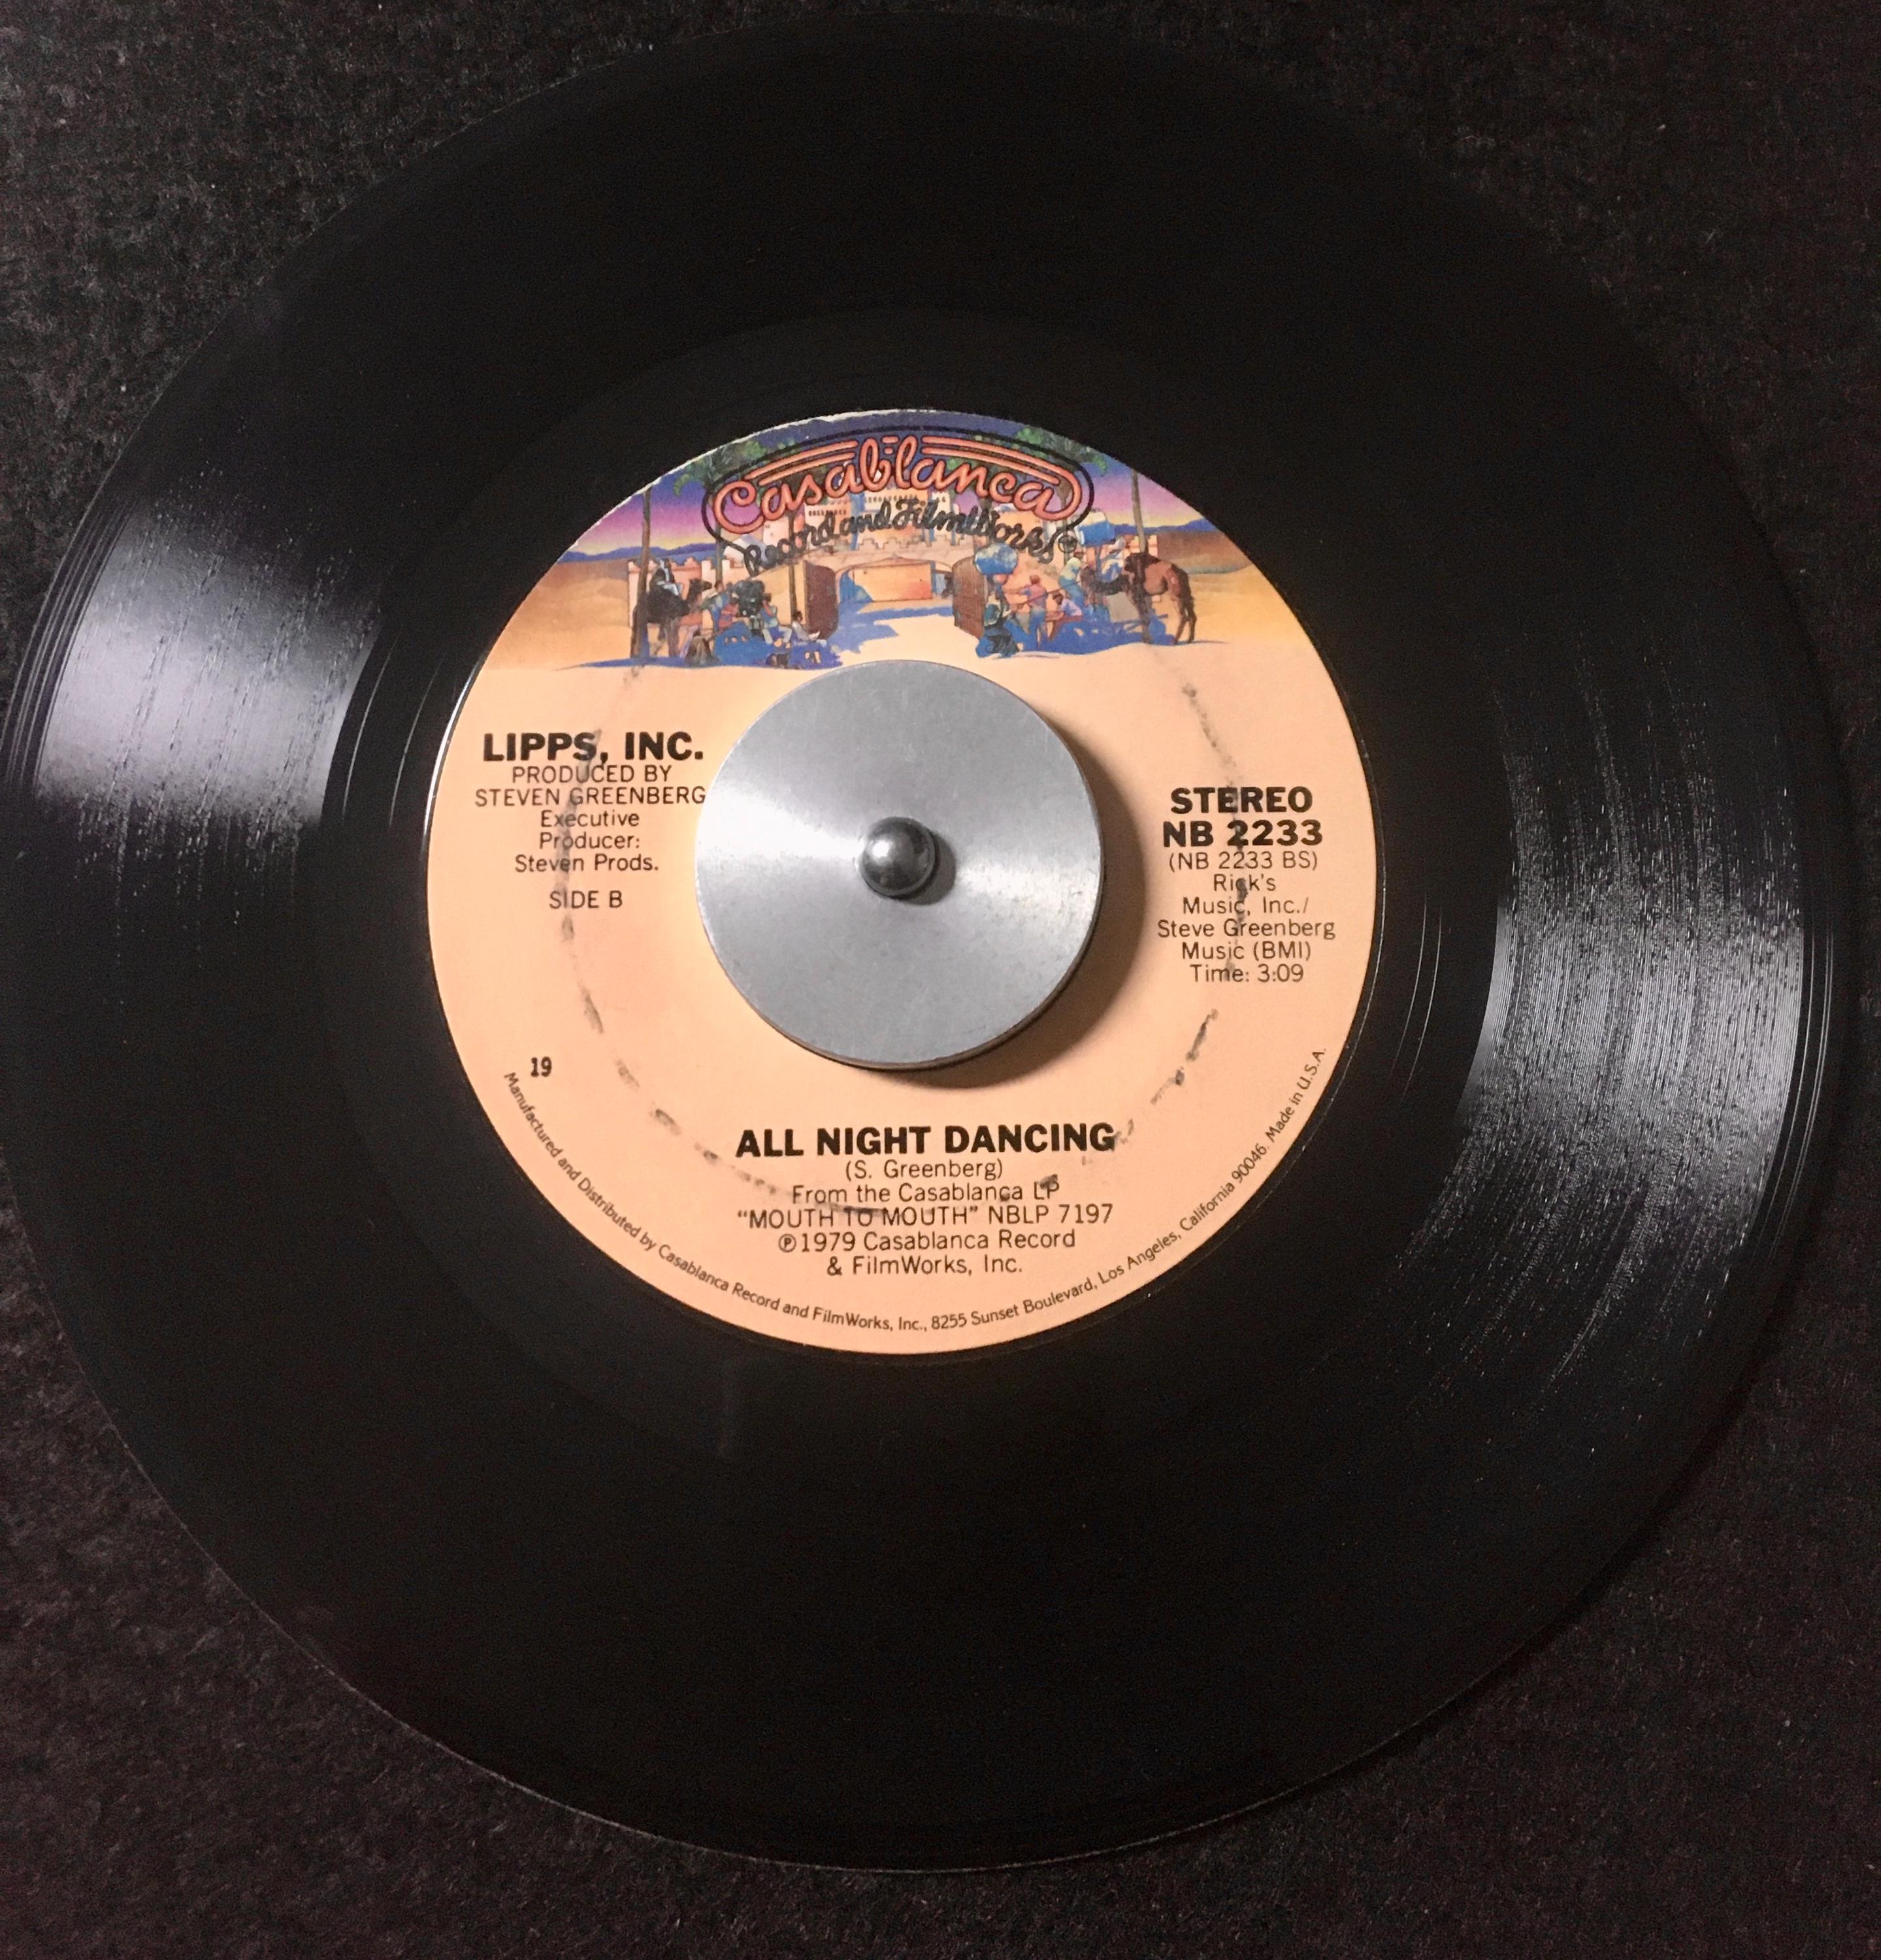 Casablanca
Record and FilmWorks®
LIPPS, INC.
PRODUCED BY
STEVEN GREENBERG
Executive
Producer:
Steven Prods.
SIDE B
STEREO
NB 2233
(NB 2233 BS)
Rick's
Music, Inc./
Steve Greenberg
Music (BMI)
Time: 3:09
19
ALL NIGHT DANCING
(S. Greenberg)
From the Casablanca LP
“MOUTH TO MOUTH” NBLP 7197
℗1979 Casablanca Record
& FilmWorks, Inc.
Manufactured and Distributed by Casablanca Record and FilmWorks, Inc., 8255 Sunset Boulevard, Los Angeles, California 90046. Made in U.S.A.